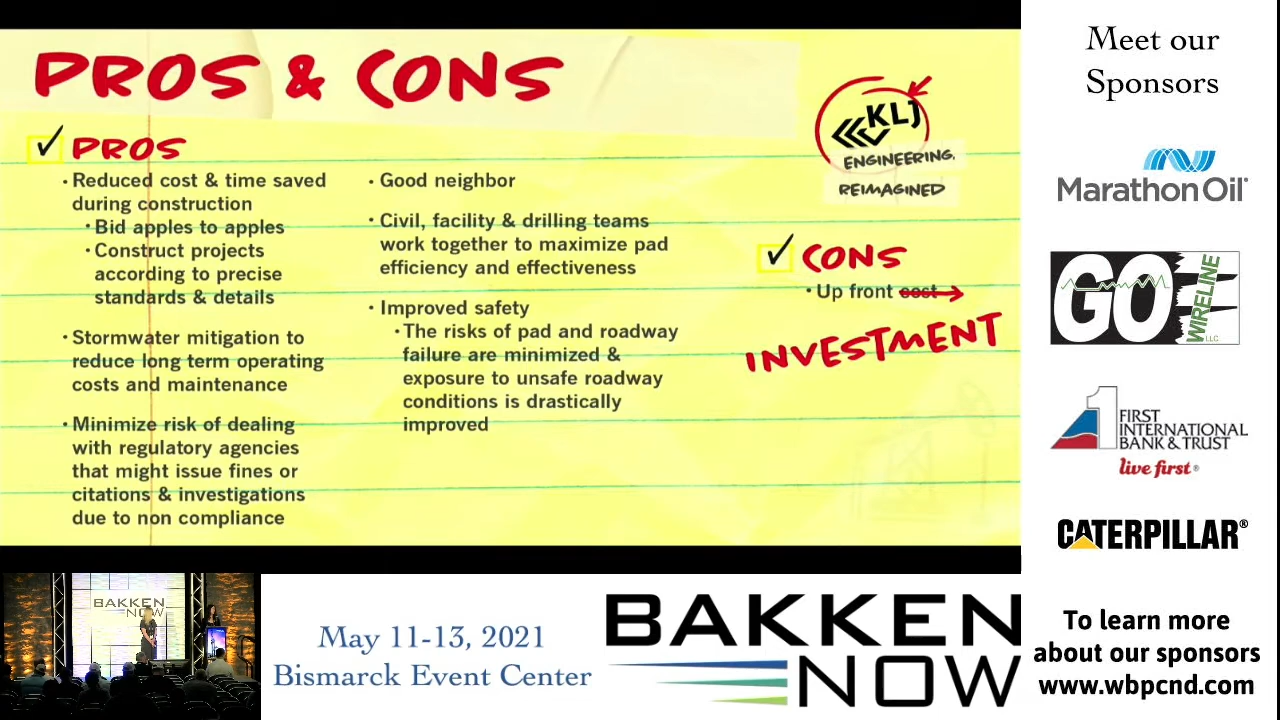 PROS & CONS
PROS
• Reduced cost & time saved
during construction
• Bid apples to apples
• Construct projects
according to precise
standards & details
• Stormwater mitigation to
reduce long term operating
costs and maintenance
• Minimize risk of dealing
with regulatory agencies
that might issue fines or
citations & investigations
due to non compliance
• Good neighbor
• Civil, facility & drilling teams
work together to maximize pad
efficiency and effectiveness
• Improved safety
• The risks of pad and roadway
failure are minimized &
exposure to unsafe roadway
conditions is drastically
improved
KLJ
ENGINEERING,
REIMAGINED
CONS
• Up front cost
INVESTMENT
Meet our
Sponsors
MarathonOil®
GO
WIRELINE
LLC
1
FIRST
INTERNATIONAL
BANK & TRUST
live first®
CATERPILLAR®
To learn more
about our sponsors
www.wbpcnd.com
BAKKEN
NOW
May 11-13, 2021
Bismarck Event Center
BAKKEN
NOW